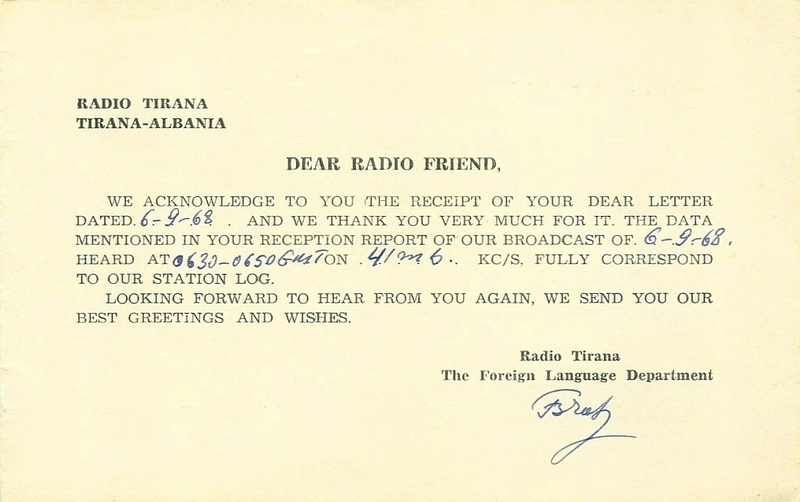 RADIO TIRANA
TIRANA-ALBANIA
DEAR RADIO FRIEND,
WE ACKNOWLEDGE TO YOU THE RECEIPT OF YOUR DEAR LETTER
DATED. 6-9-68 . AND WE THANK YOU VERY MUCH FOR IT. THE DATA
MENTIONED IN YOUR RECEPTION REPORT OF OUR BROADCAST OF. 6-9-68.
HEARD AT 0630-0650 GMT ON . 41 m b.. KC/S, FULLY CORRESPOND
TO OUR STATION LOG.
LOOKING FORWARD TO HEAR FROM YOU AGAIN, WE SEND YOU OUR
BEST GREETINGS AND WISHES.
Radio Tirana
The Foreign Language Department